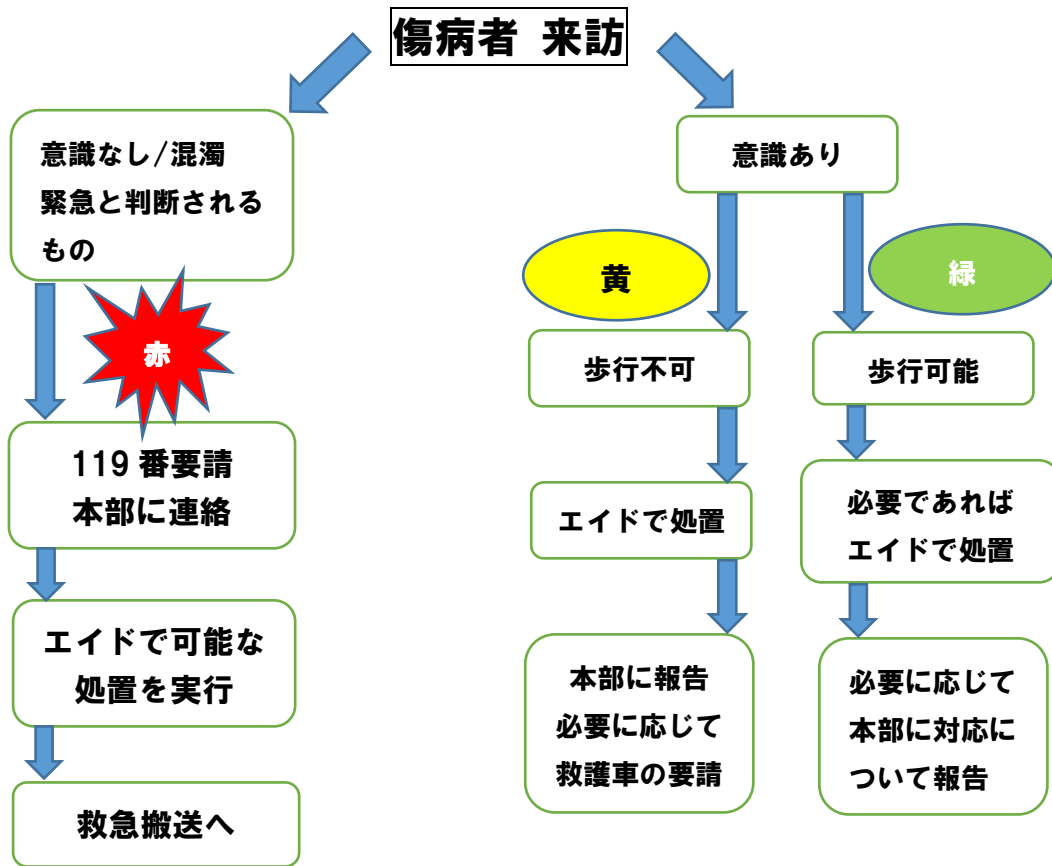 傷病者 来訪
意識なし/混濁
緊急と判断される
もの
赤
119番要請
本部に連絡
エイドで可能な
処置を実行
救急搬送へ
意識あり
黄
歩行不可
エイドで処置
本部に報告
必要に応じて
救護車の要請
緑
歩行可能
必要であれば
エイドで処置
必要に応じて
本部に対応に
ついて報告